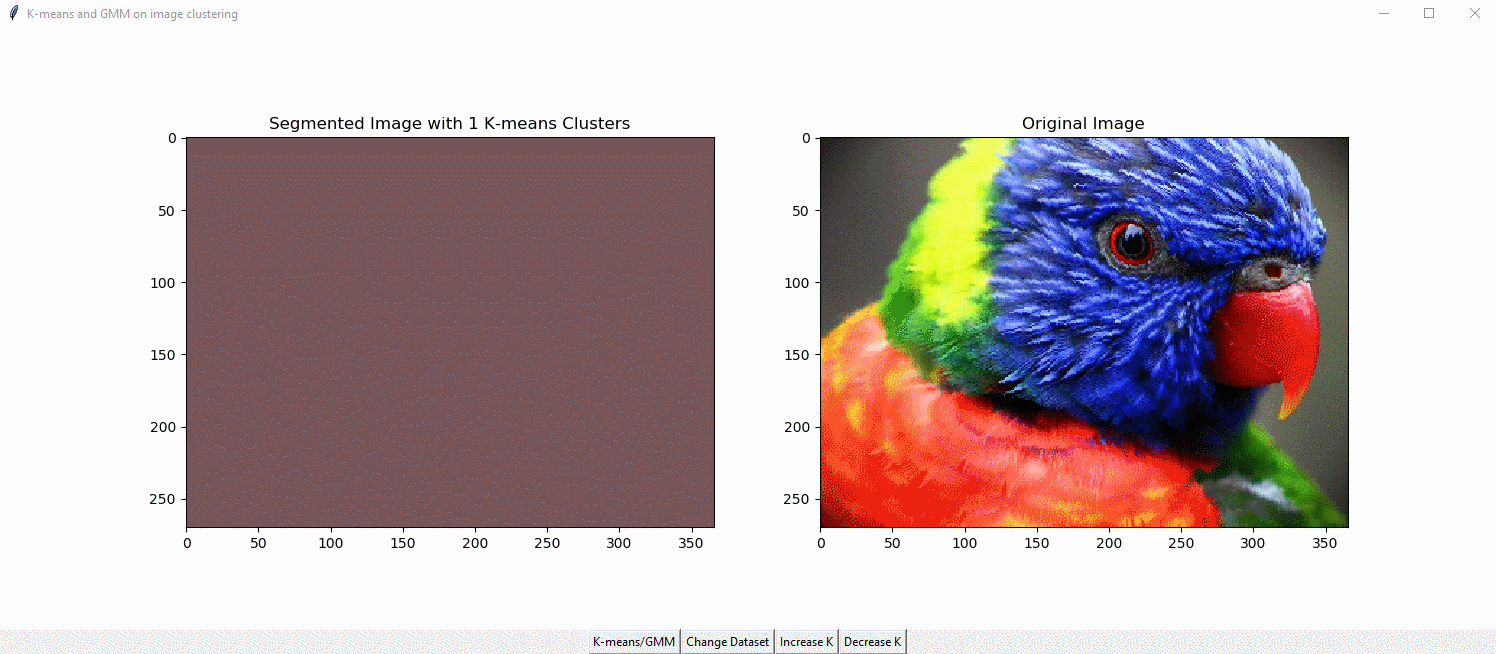 K-means and GMM on image clustering
Segmented Image with 1 K-means Clusters
Original Image
0
50
100
150
200
250
0 50 100 150 200 250 300 350
0
50
100
150
200
250
0 50 100 150 200 250 300 350
K-means/GMM Change Dataset Increase K Decrease K